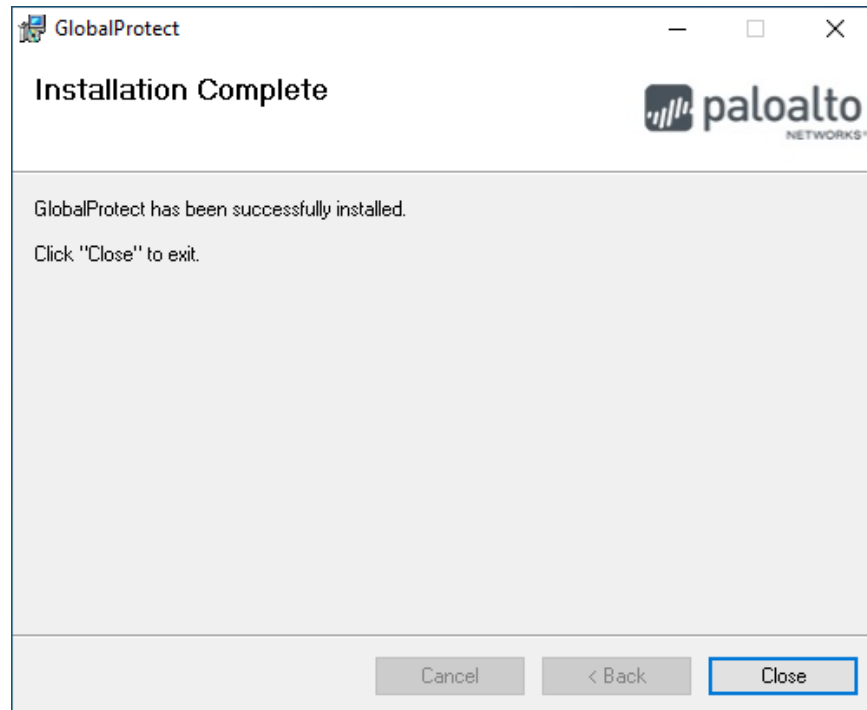 GlobalProtect
Installation Complete
paloalto
NETWORKS®
GlobalProtect has been successfully installed.
Click "Close" to exit.
Cancel
< Back
Close